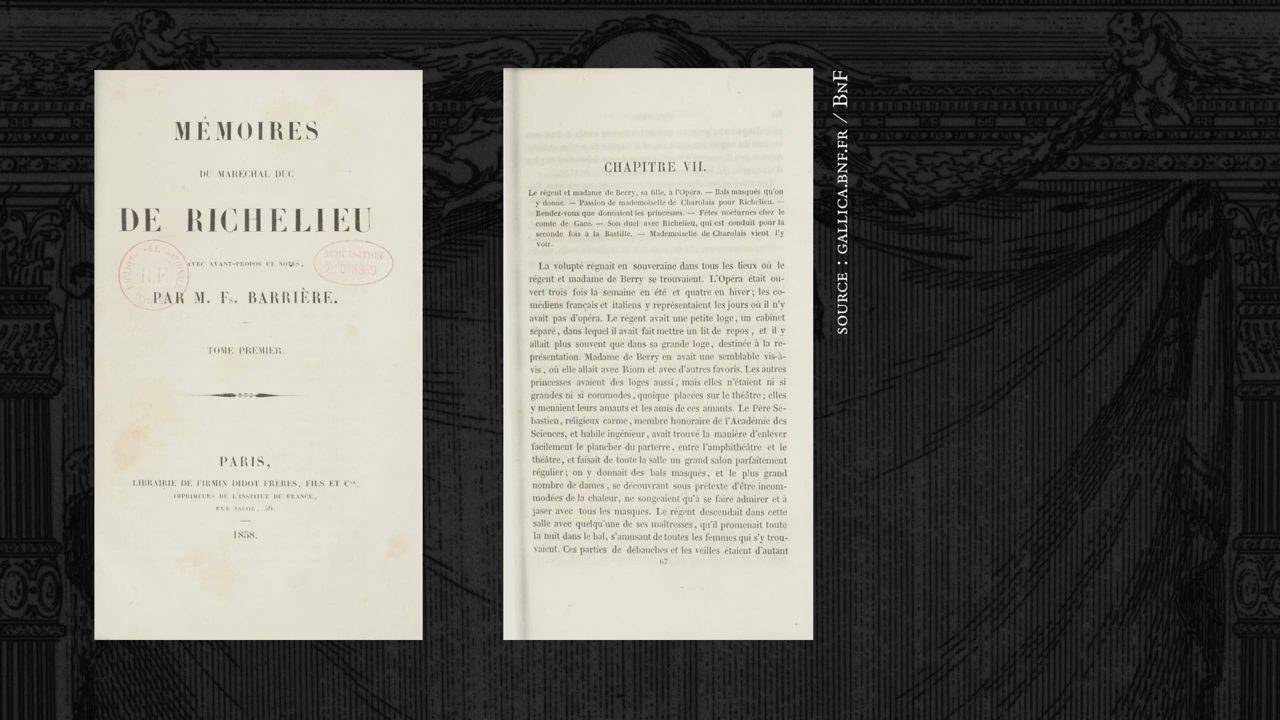 MÉMOIRES
DU MARÉCHAL DUC
DE RICHELIEU
AVEC AVANT-PROPOS ET NOTES,
PAR M. Fs. BARRIÈRE.
R.F.
ACQUISITION
TOME PREMIER.
PARIS,
LIBRAIRIE DE FIRMIN DIDOT FRÈRES, FILS ET Cie,
IMPRIMEURS DE L'INSTITUT DE FRANCE,
RUE JACOB, 56.
1858.
CHAPITRE VII.
Le régent et madame de Berry, sa fille, à l'Opéra. — Bals masqués qu'on
y donne. — Passion de mademoiselle de Charolais pour Richelieu. —
Rendez-vous que donnaient les princesses. — Fêtes nocturnes chez le
comte de Gacé. — Son duel avec Richelieu, qui est conduit pour la
seconde fois à la Bastille. — Mademoiselle de Charolais vient l'y
voir.
La volupté régnait en souveraine dans tous les lieux où le
régent et madame de Berry se trouvaient. L'Opéra était ou-
vert trois fois la semaine en été et quatre en hiver; les co-
médiens français et italiens y représentaient les jours où il n'y
avait pas d'opéra. Le régent avait une petite loge, un cabinet
séparé, dans lequel il avait fait mettre un lit de repos, et il y
allait plus souvent que dans sa grande loge, destinée à la re-
présentation. Madame de Berry en avait une semblable vis-à-
vis, où elle allait avec Riom et avec d'autres favoris. Les autres
princesses avaient des loges aussi, mais elles n'étaient ni si
grandes ni si commodes, quoique placées sur le théâtre; elles
y menaient leurs amants et les amis de ces amants. Le Père Sé-
bastien, religieux carme, membre honoraire de l'Académie des
Sciences, et habile ingénieur, avait trouvé la manière d'enlever
facilement le plancher du parterre, entre l'amphithéâtre et le
théâtre, et faisait de toute la salle un grand salon parfaitement
régulier; on y donnait des bals masqués, et le plus grand
nombre de dames, se découvrant sous prétexte d'être incom-
modées de la chaleur, ne songeaient qu'à se faire admirer et à
jaser avec tous les masques. Le régent descendait dans cette
salle avec quelqu'une de ses maîtresses, qu'il promenait toute
la nuit dans le bal, s'amusant de toutes les femmes qui s'y trou-
vaient. Ces parties de débauches et les veilles étaient d'autant
67
SOURCE : GALLICA.BNF.FR / BNF